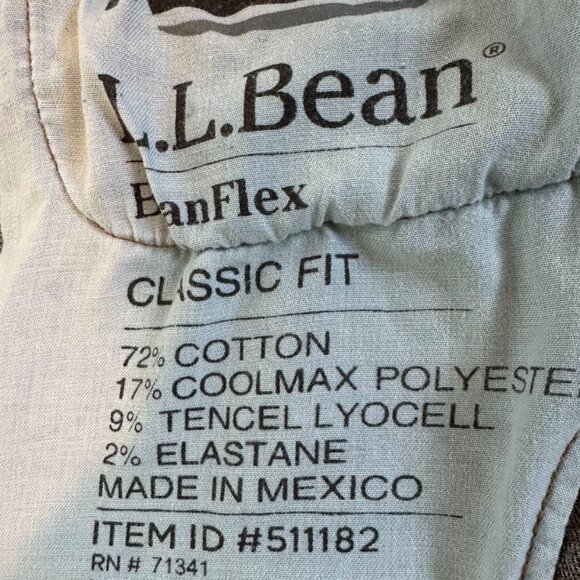 L.L.Bean®
BeanFlex
CLASSIC FIT
72% COTTON
17% COOLMAX POLYESTE
9% TENCEL LYOCELL
2% ELASTANE
MADE IN MEXICO
ITEM ID #511182
RN # 71341